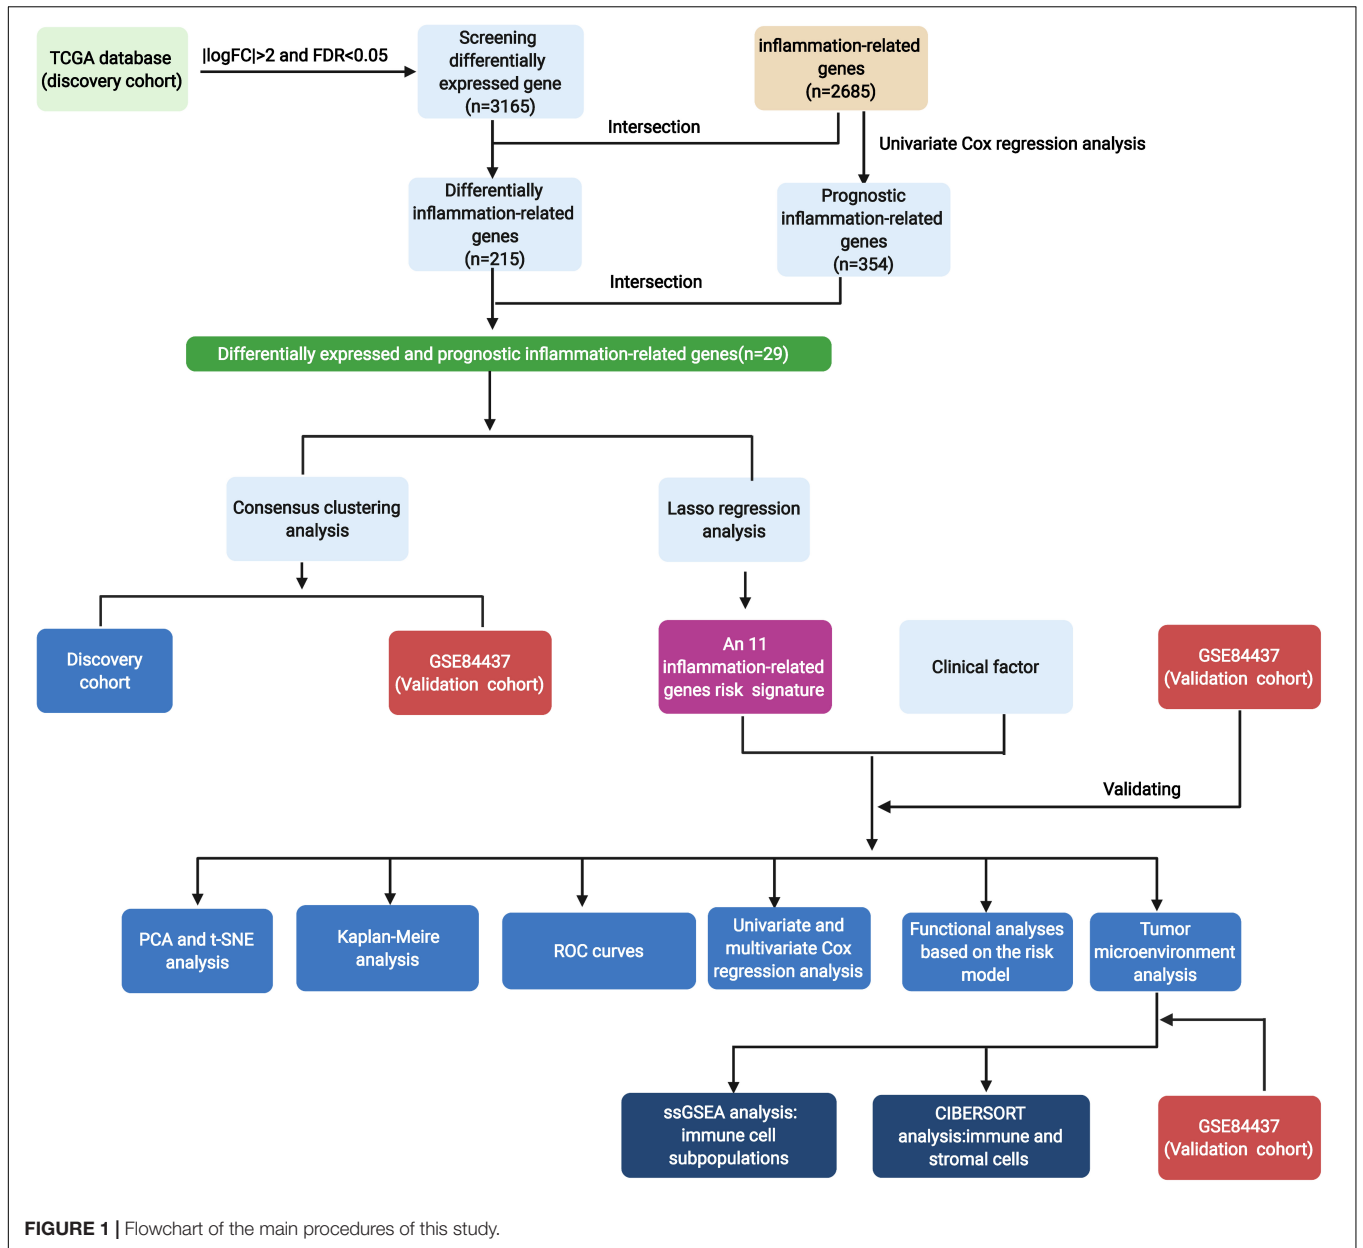 TCGA database
(discovery cohort)
|logFC|>2 and FDR<0.05
Screening
differentially
expressed gene
(n=3165)
inflammation-related
genes
(n=2685)
Intersection
Univariate Cox regression analysis
Differentially
inflammation-related
genes
(n=215)
Prognostic
inflammation-related
genes
(n=354)
Intersection
Differentially expressed and prognostic inflammation-related genes(n=29)
Consensus clustering
analysis
Lasso regression
analysis
Discovery
cohort
GSE84437
(Validation cohort)
An 11
inflammation-related
genes risk signature
Clinical factor
GSE84437
(Validation cohort)
Validating
PCA and t-SNE
analysis
Kaplan-Meire
analysis
ROC curves
Univariate and
multivariate Cox
regression analysis
Functional analyses
based on the risk
model
Tumor
microenvironment
analysis
ssGSEA analysis:
immune cell
subpopulations
CIBERSORT
analysis:immune and
stromal cells
GSE84437
(Validation cohort)
FIGURE 1 | Flowchart of the main procedures of this study.